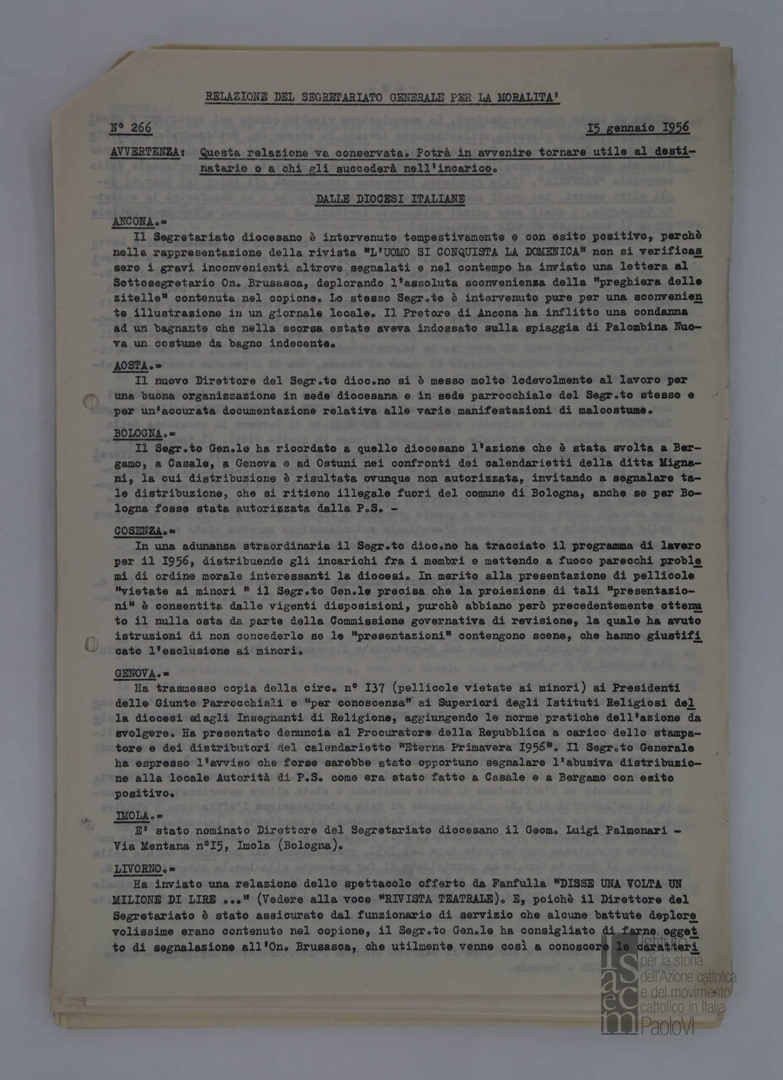 RELAZIONE DEL SEGRETARIATO GENERALE PER LA MORALITA'
N° 266
I5 gennaio I956
AVVERTENZA: Questa relazione va conservata. Potrà in avvenire tornare utile al desti-
natario o a chi gli succederà nell'incarico.
DALLE DIOCESI ITALIANE
ANCONA.=
Il Segretariato diocesano è intervenuto tempestivamente e con esito positivo, perchè
nella rappresentazione della rivista "L'UOMO SI CONQUISTA LA DOMENICA" non si verificas
sero i gravi inconvenienti altrove segnalati e nel contempo ha inviato una lettera al
Sottosegretario On. Brusasca, deplorando l'assoluta sconvenienza della "preghiera delle
zitelle" contenuta nel copione. Lo stesso Segr.to è intervenuto pure per una sconvenien
te illustrazione in un giornale locale. Il Pretore di Ancona ha inflitto una condanna
ad un bagnante che nella scorsa estate aveva indossato sulla spiaggia di Palombina Nuo-
va un costume da bagno indecente.
AOSTA.=
Il nuovo Direttore del Segr.to dioc.no si è messo molto lodevolmente al lavoro per
una buona organizzazione in sede diocesana e in sede parrocchiale del Segr.to stesso e
per un'accurata documentazione relativa alle varie manifestazioni di malcostume.
BOLOGNA.=
Il Segr.to Gen.le ha ricordato a quello diocesano l'azione che è stata svolta a Ber-
gamo, a Casale, a Genova e ad Ostuni nei confronti dei calendarietti della ditta Migna-
ni, la cui distribuzione è risultata ovunque non autorizzata, invitando a segnalare ta-
le distribuzione, che si ritiene illegale fuori del comune di Bologna, anche se per Bo-
logna fosse stata autorizzata dalla P.S. -
COSENZA.=
In una adunanza straordinaria il Segr.to dioc.no ha tracciato il programma di lavoro
per il I956, distribuendo gli incarichi fra i membri e mettendo a fuoco parecchi proble
mi di ordine morale interessanti la diocesi. In merito alla presentazione di pellicole
"vietate ai minori " il Segr.to Gen.le precisa che la proiezione di tali "presentazio-
ni" è consentita dalle vigenti disposizioni, purchè abbiano però precedentemente ottenu
to il nulla osta da parte della Commissione governativa di revisione, la quale ha avuto
istruzioni di non concederlo se le "presentazioni" contengono scene, che hanno giustifi
cato l'esclusione ai minori.
GENOVA.=
Ha trasmesso copia della circ. n° I37 (pellicole vietate ai minori) ai Presidenti
delle Giunte Parrocchiali e "per conoscenza" ai Superiori degli Istituti Religiosi del
la diocesi edagli Insegnanti di Religione, aggiungendo le norme pratiche dell'azione da
svolgere. Ha presentato denuncia al Procuratore della Repubblica a carico dello stampa-
tore e dei distributori del calendarietto "Eterna Primavera I956". Il Segr.to Generale
ha espresso l'avviso che forse sarebbe stato opportuno segnalare l'abusiva distribuzio-
ne alla locale Autorità di P.S. come era stato fatto a Casale e a Bergamo con esito
positivo.
IMOLA.=
E' stato nominato Direttore del Segretariato diocesano il Geom. Luigi Palmonari -
Via Mentana n°I5, Imola (Bologna).
LIVORNO.=
Ha inviato una relazione dello spettacolo offerto da Fanfulla "DISSE UNA VOLTA UN
MILIONE DI LIRE ..." (Vedere alla voce "RIVISTA TEATRALE). E, poichè il Direttore del
Segretariato è stato assicurato dal funzionario di servizio che alcune battute deplore
volissime erano contenute nel copione, il Segr.to Gen.le ha consigliato di farne ogget
to di segnalazione all'On. Brusasca, che utilmente venne così a conoscere le caratteri
isacem
Istituto
per la storia
dell'Azione cattolica
e del movimento
cattolico in Italia
PaoloVI